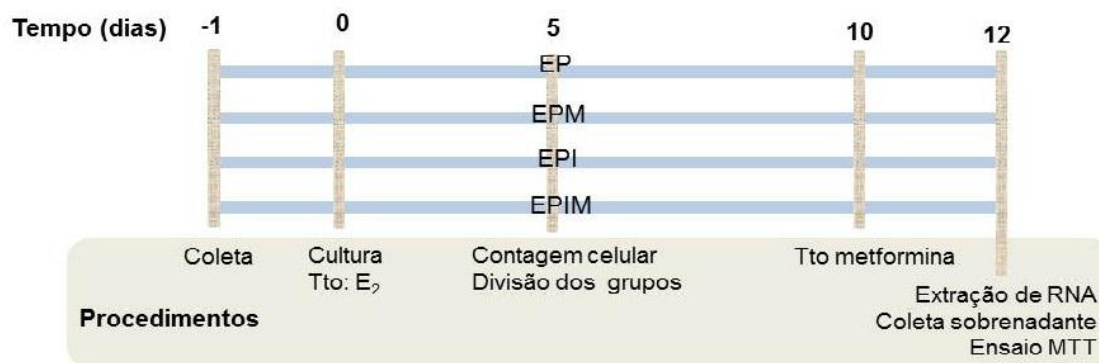 Tempo (dias) -1 0 5 10 12
EP
EPM
EPI
EPIM
Coleta
Cultura
Tto: E₂
Contagem celular
Divisão dos grupos
Tto metformina
Extração de RNA
Coleta sobrenadante
Ensaio MTT
Procedimentos